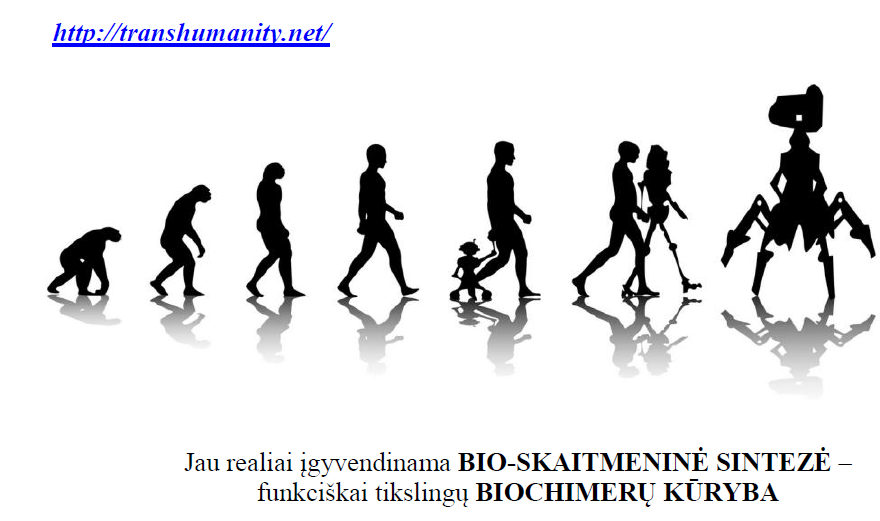 http://transhumanity.net/
Jau realiai įgyvendinama BIO-SKAITMENINĖ SINTEZĖ –
funkciškai tikslingų BIOCHIMERŲ KŪRYBA